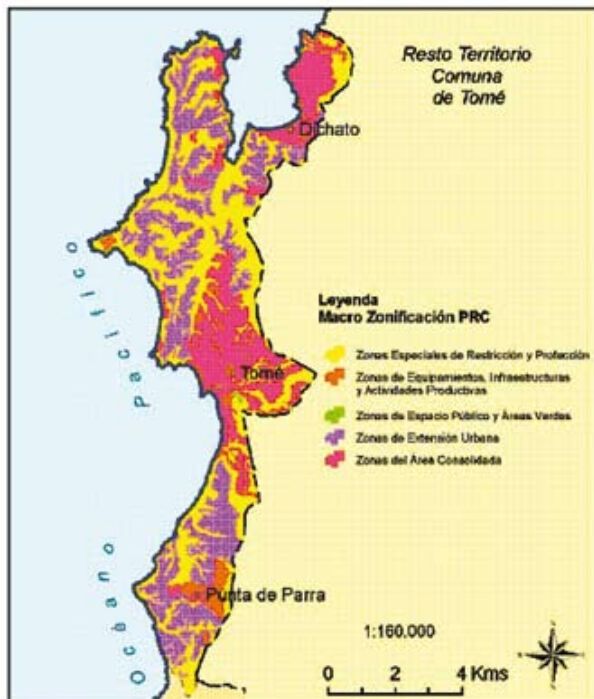 Resto Territorio
Comuna
de Tomé
Dichato
Leyenda
Macro Zonificación PRC
Zonas Especiales de Restricción y Protección
Zonas de Equipamientos, Infraestructuras
y Actividades Productivas
Zonas de Espacio Público y Áreas Verdes
Zonas de Extensión Urbana
Zonas del Área Consolidada
Tomé
Punta de Parra
Océano Pacífico
1:160.000
0 2 4 Kms